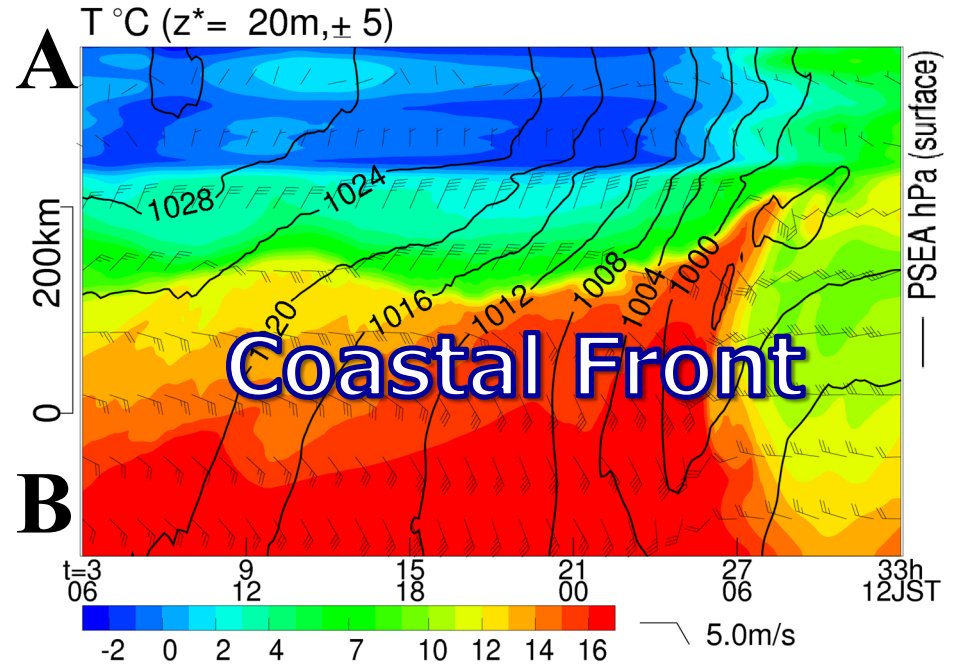 T °C (z*=  20m,± 5)
A
B
200km
0
PSEA hPa (surface)
1028
1024
1020
1016
1012
1008
1004
1000
Coastal Front
t=3 9 15 21 27 33h
06 12 18 00 06 12JST
-2 0 2 4 7 10 12 14 16
5.0m/s